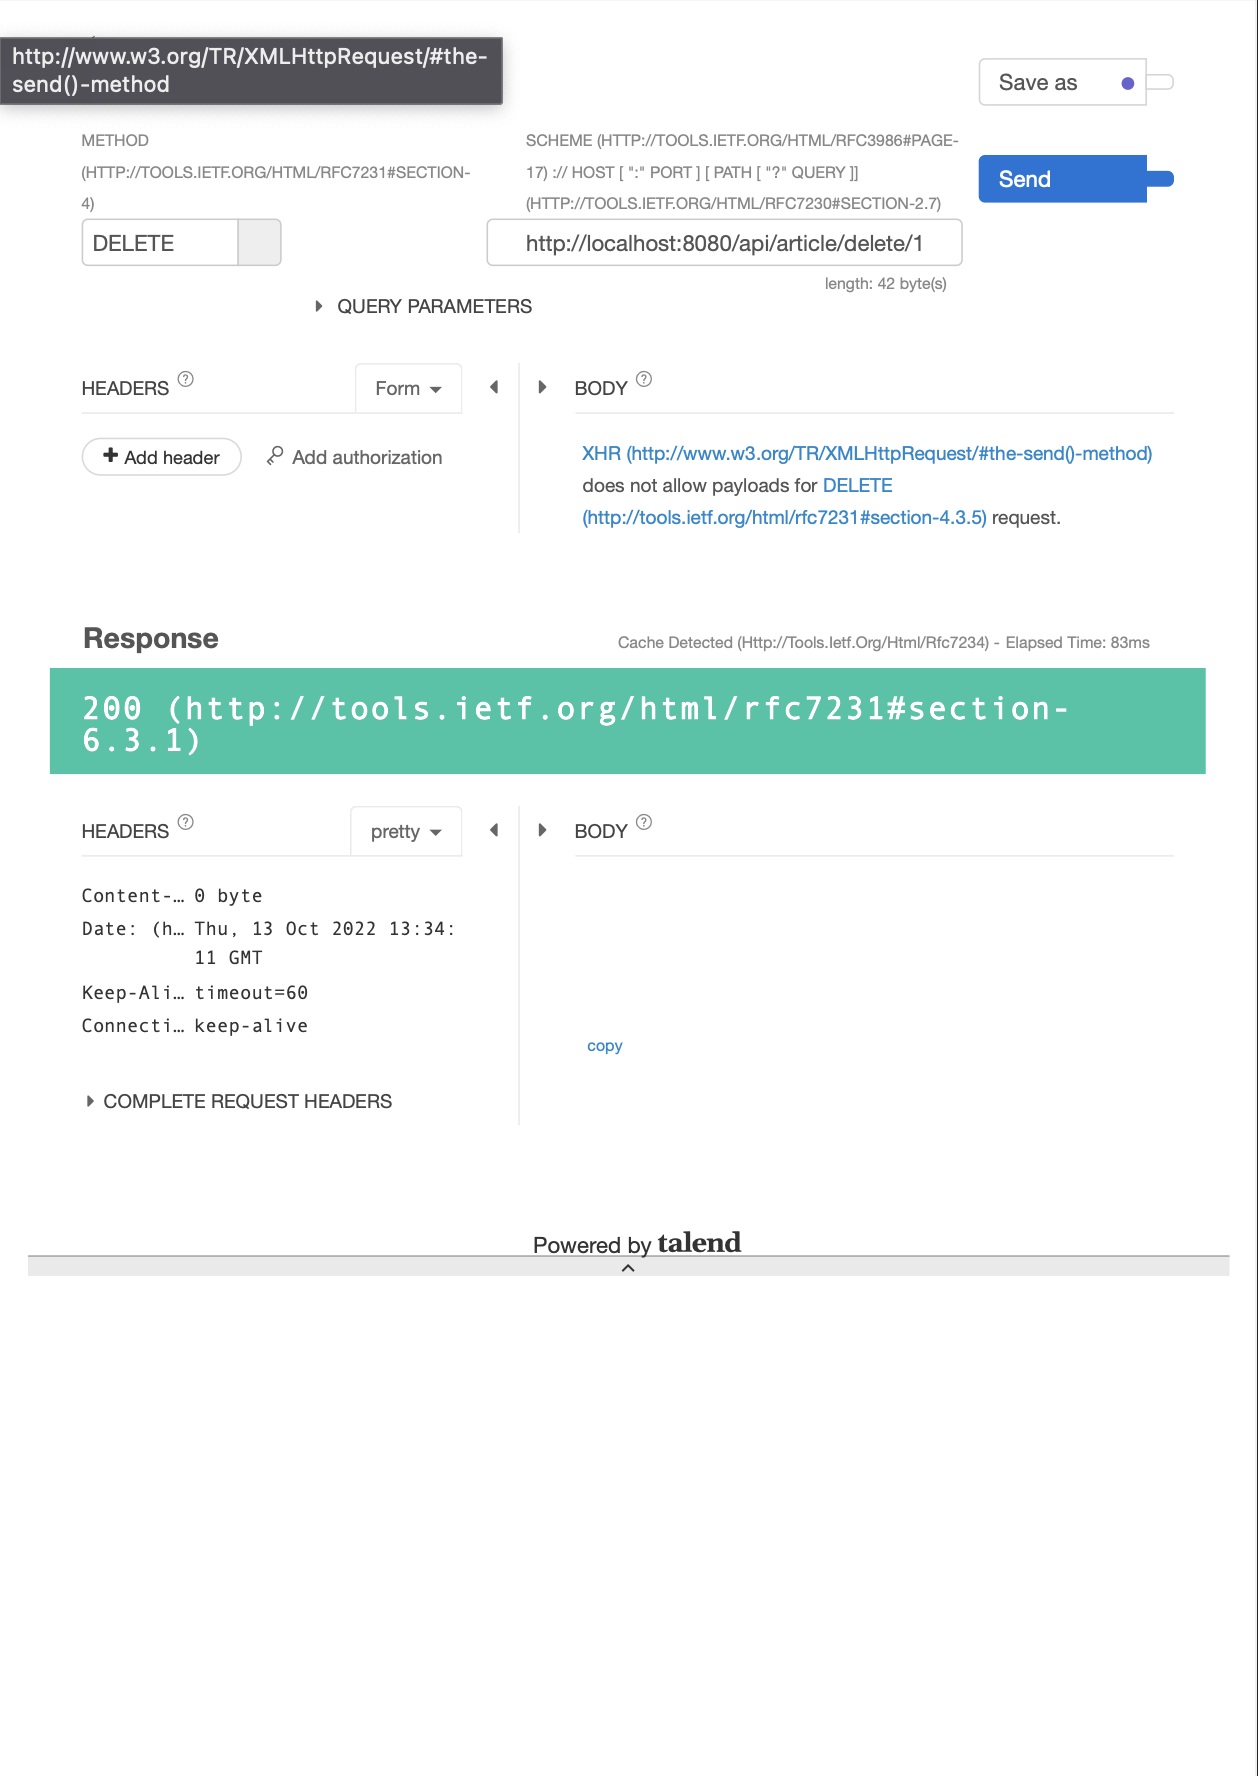 http://www.w3.org/TR/XMLHttpRequest/#the-
send()-method
Save as
METHOD
(HTTP://TOOLS.IETF.ORG/HTML/RFC7231#SECTION-
4)
SCHEME (HTTP://TOOLS.IETF.ORG/HTML/RFC3986#PAGE-
17) :// HOST [ ":" PORT ] [ PATH [ "?" QUERY ]]
(HTTP://TOOLS.IETF.ORG/HTML/RFC7230#SECTION-2.7)
Send
DELETE
http://localhost:8080/api/article/delete/1
length: 42 byte(s)
QUERY PARAMETERS
HEADERS ?
Form
BODY ?
Add header
Add authorization
XHR (http://www.w3.org/TR/XMLHttpRequest/#the-send()-method)
does not allow payloads for DELETE
(http://tools.ietf.org/html/rfc7231#section-4.3.5) request.
Response
Cache Detected (Http://Tools.Ietf.Org/Html/Rfc7234) - Elapsed Time: 83ms
200 (http://tools.ietf.org/html/rfc7231#section-
6.3.1)
HEADERS ?
pretty
BODY ?
Content-… 0 byte
Date: (h… Thu, 13 Oct 2022 13:34:
11 GMT
Keep-Ali… timeout=60
Connecti… keep-alive
copy
COMPLETE REQUEST HEADERS
Powered by talend